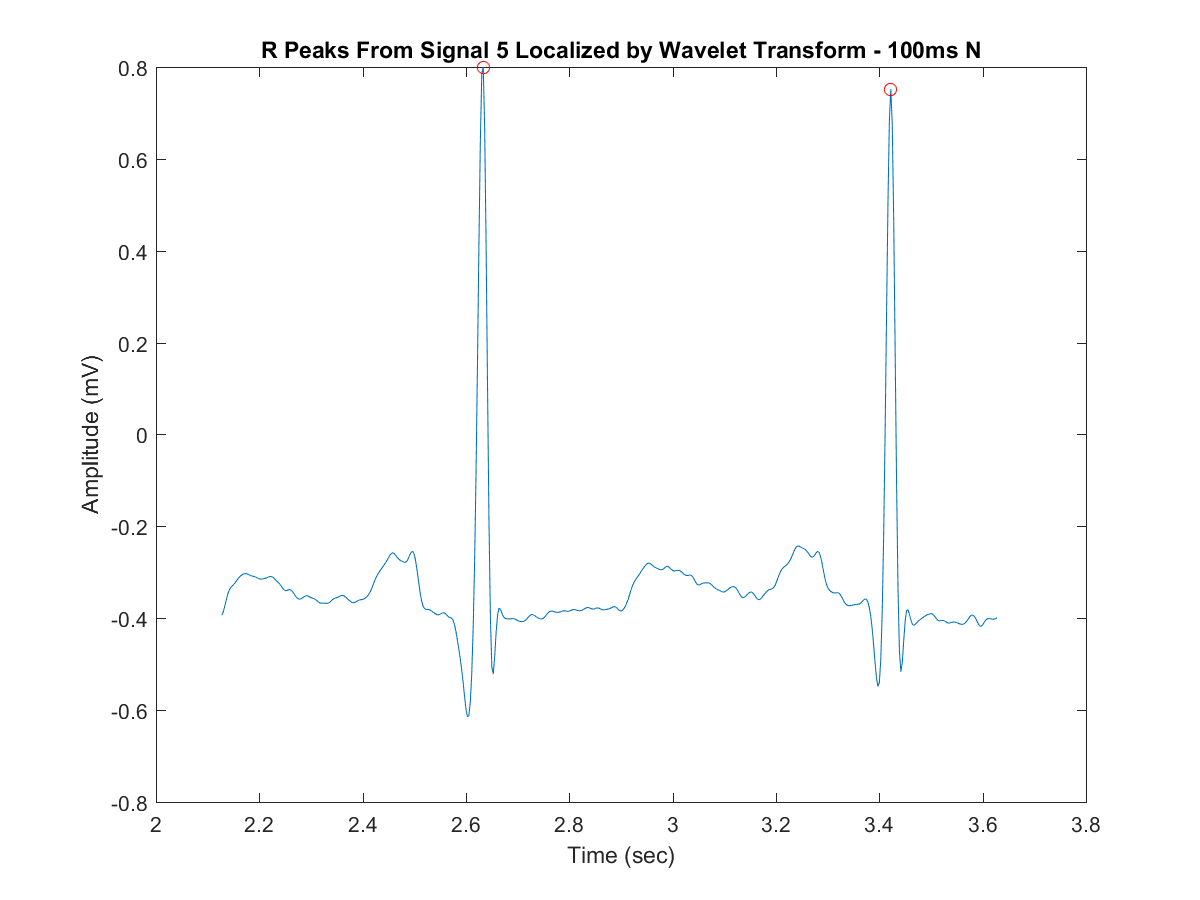 R Peaks From Signal 5 Localized by Wavelet Transform - 100ms N
0.8
0.6
0.4
0.2
0
-0.2
-0.4
-0.6
-0.8
Amplitude (mV)
2 2.2 2.4 2.6 2.8 3 3.2 3.4 3.6 3.8
Time (sec)